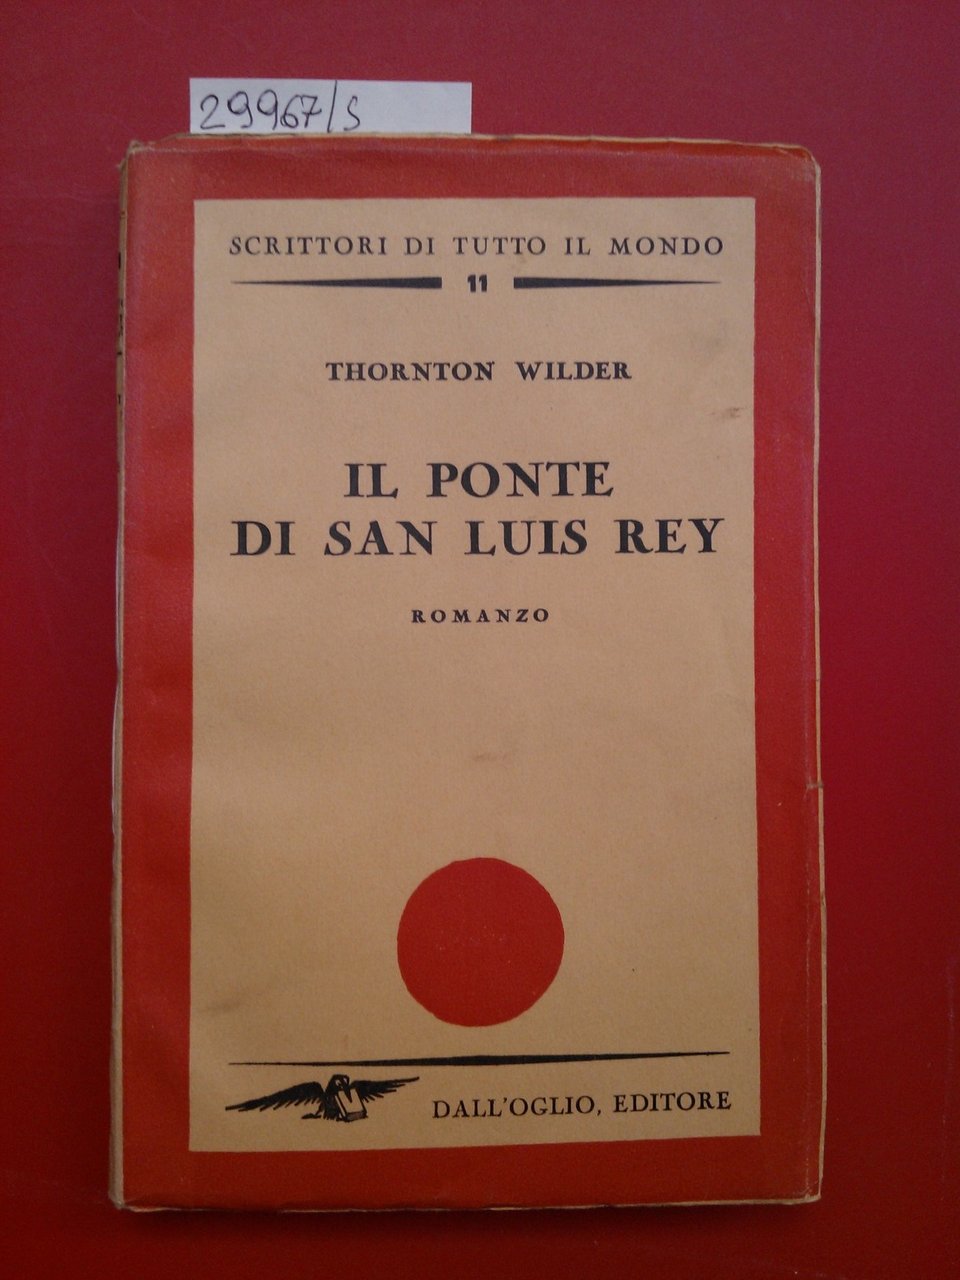 29967/S
SCRITTORI DI TUTTO IL MONDO
11
THORNTON WILDER
IL PONTE
DI SAN LUIS REY
ROMANZO
DALL'OGLIO, EDITORE